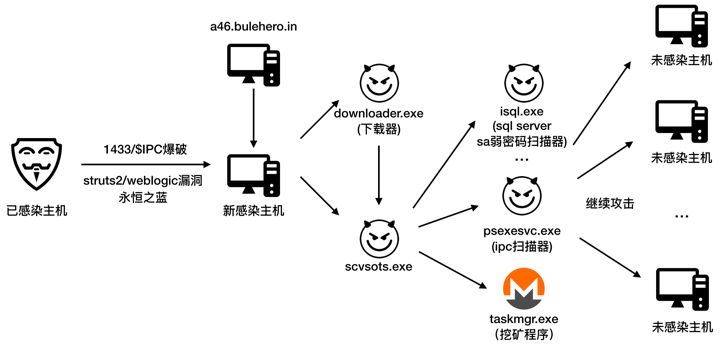 a46.bulehero.in
已感染主机
1433/$IPC爆破
struts2/weblogic漏洞
永恒之蓝
新感染主机
downloader.exe
(下载器)
scvsots.exe
isql.exe
(sql server
sa弱密码扫描器)
...
psexesvc.exe
(ipc扫描器)
taskmgr.exe
(挖矿程序)
继续攻击
未感染主机
未感染主机
...
未感染主机